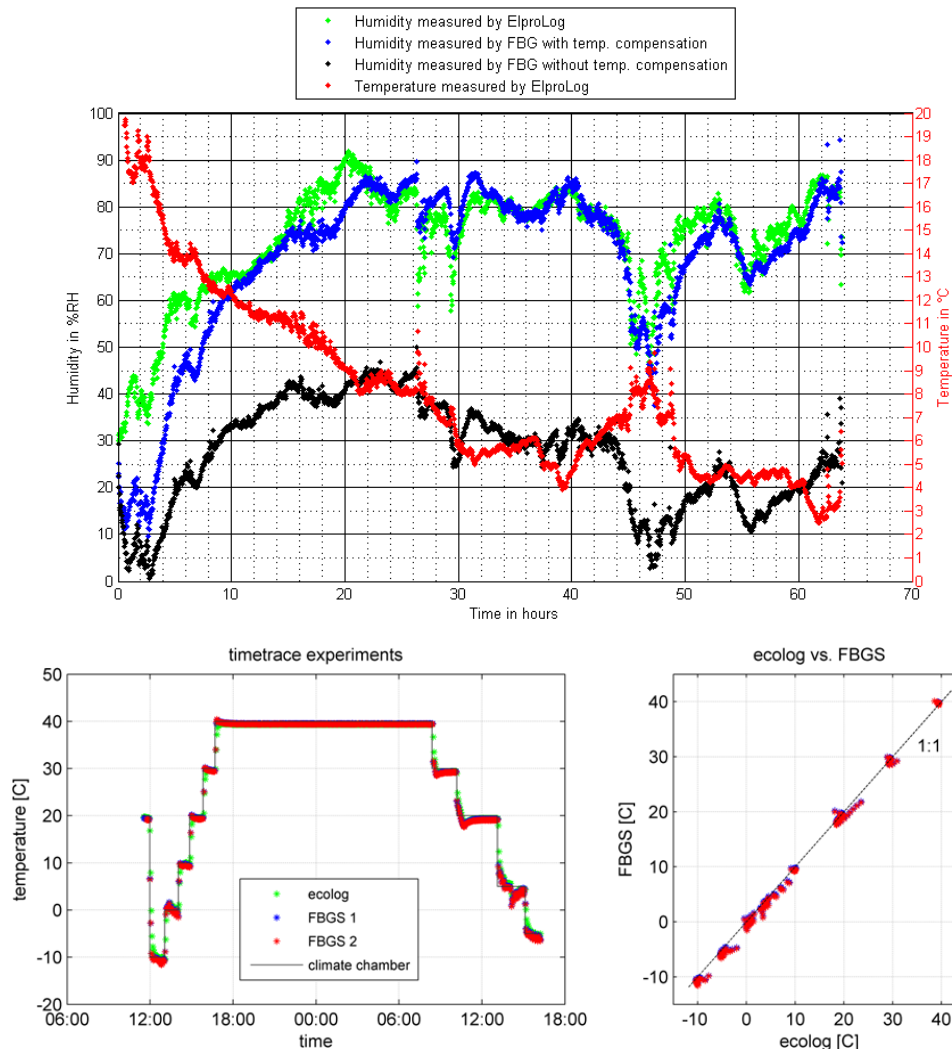 Humidity measured by ElproLog
Humidity measured by FBG with temp. compensation
Humidity measured by FBG without temp. compensation
Temperature measured by ElproLog
100
90
80
70
60
50
40
30
20
10
0
Humidity in %RH
20
19
18
17
16
15
14
13
12
11
10
9
8
7
6
5
4
3
2
1
0
Temperature in °C
0 10 20 30 40 50 60 70
Time in hours
timetrace experiments
50
40
30
20
10
0
-10
-20
temperature [C]
ecolog
FBGS 1
FBGS 2
climate chamber
06:00 12:00 18:00 00:00 06:00 12:00 18:00
time
ecolog vs. FBGS
40
30
20
10
0
-10
FBGS [C]
1:1
-10 0 10 20 30 40
ecolog [C]